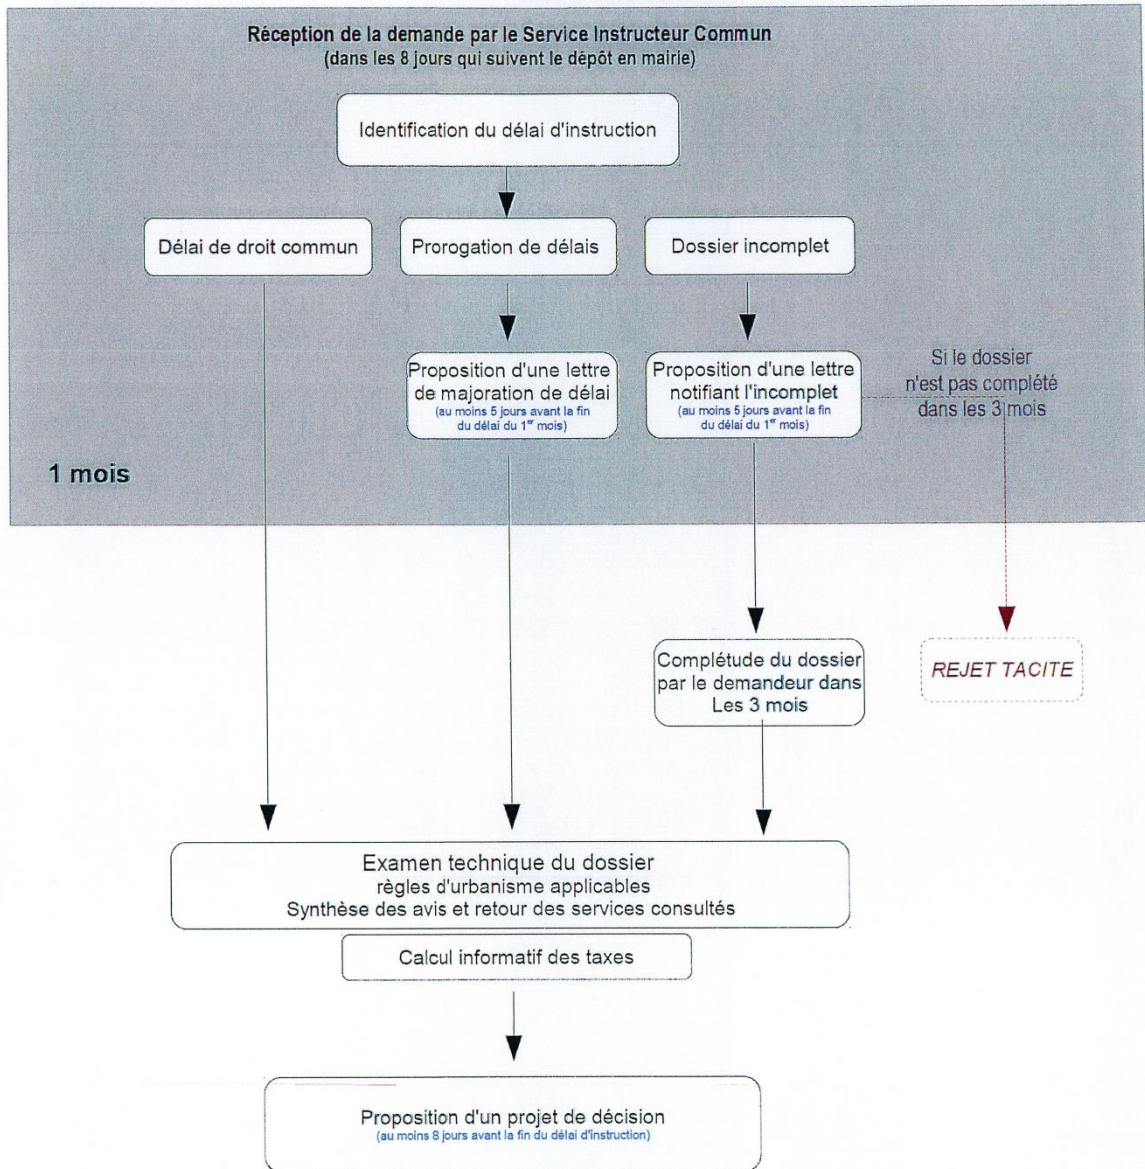 Réception de la demande par le Service Instructeur Commun
(dans les 8 jours qui suivent le dépôt en mairie)
Identification du délai d'instruction
Délai de droit commun
Prorogation de délais
Dossier incomplet
Proposition d'une lettre
de majoration de délai
(au moins 5 jours avant la fin
du délai du 1er mois)
Proposition d'une lettre
notifiant l'incomplet
(au moins 5 jours avant la fin
du délai du 1er mois)
Si le dossier
n'est pas complété
dans les 3 mois
1 mois
Complétude du dossier
par le demandeur dans
Les 3 mois
REJET TACITE
Examen technique du dossier
règles d'urbanisme applicables
Synthèse des avis et retour des services consultés
Calcul informatif des taxes
Proposition d'un projet de décision
(au moins 8 jours avant la fin du délai d'instruction)